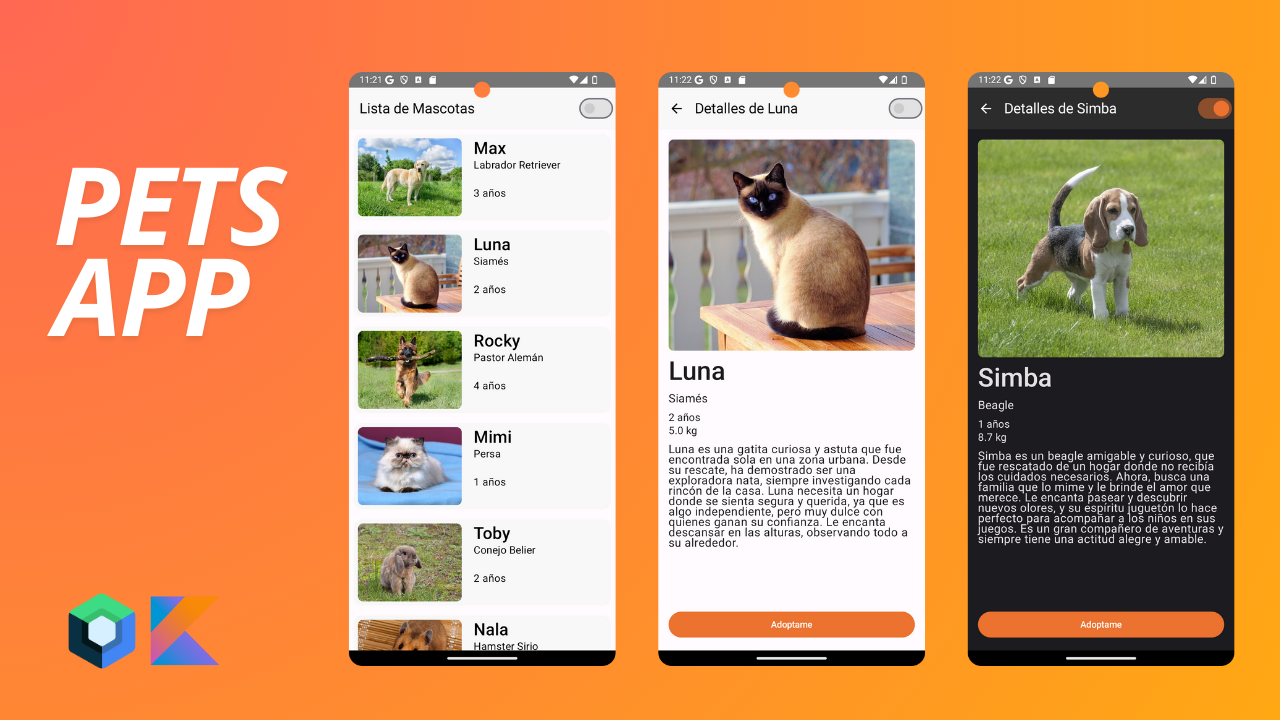 PETS
APP
11:21
Lista de Mascotas
Max
Labrador Retriever
3 años
Luna
Siamés
2 años
Rocky
Pastor Alemán
4 años
Mimi
Persa
1 años
Toby
Conejo Belier
2 años
Nala
Hamster Sirio
11:22
Detalles de Luna
Luna
Siamés
2 años
5.0 kg
Luna es una gatita curiosa y astuta que fue
encontrada sola en una zona urbana. Desde
su rescate, ha demostrado ser una
exploradora nata, siempre investigando cada
rincón de la casa. Luna necesita un hogar
donde se sienta segura y querida, ya que es
algo independiente, pero muy dulce con
quienes ganan su confianza. Le encanta
descansar en las alturas, observando todo a
su alrededor.
Adoptame
11:22
Detalles de Simba
Simba
Beagle
1 años
8.7 kg
Simba es un beagle amigable y curioso, que
fue rescatado de un hogar donde no recibía
los cuidados necesarios. Ahora, busca una
familia que lo mime y le brinde el amor que
merece. Le encanta pasear y descubrir
nuevos olores, y su espíritu juguetón lo hace
perfecto para acompañar a los niños en sus
juegos. Es un gran compañero de aventuras y
siempre tiene una actitud alegre y amable.
Adoptame